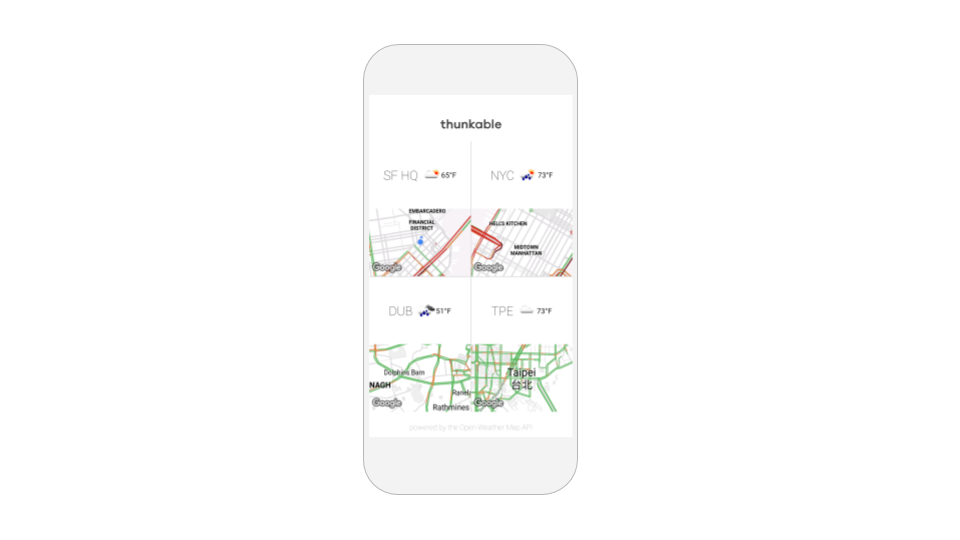 thunkable
SF HQ 65°F
NYC 73°F
EMBARCADERO
FINANCIAL
DISTRICT
Google
HELL'S KITCHEN
MIDTOWN
MANHATTAN
Google
DUB 51°F
TPE 73°F
Dolphins Barn
NAGH
Ranel
Rathmines
Google
Taipei
台北
Google
powered by the Open Weather Map API